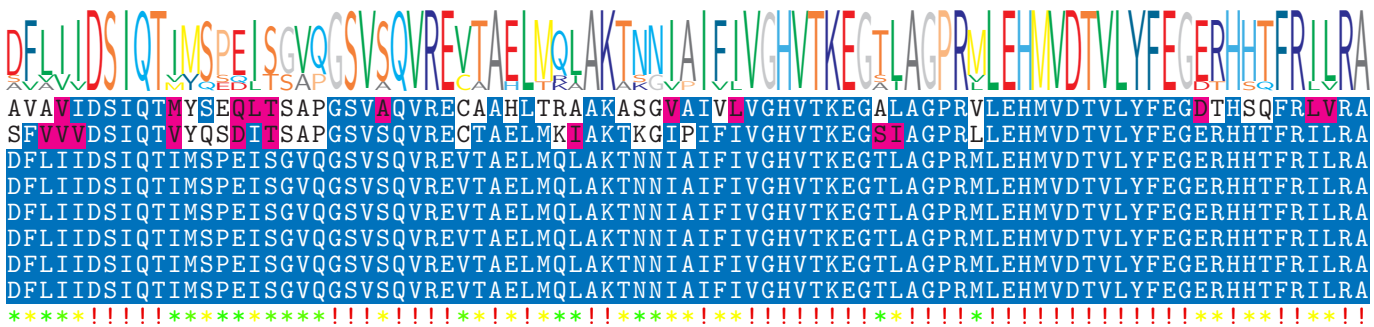 DFLIIDSIQTIMSPEISGVQGSVSQVREVTAELMQLAKTNNIAIFIVGHVTKEGTLAGPRMLEHMVDTVLYFEGERHHTFRILRA
AVAVIDSIQTMYSEQLTSAPGSVAQVRECAAHLTRAAKASGVAIVLVGHVTKEGALAGPRVLEHMVDTVLYFEGDTHSQFRLVRA
SFVVVDSIQTVYQSDITSAPGSVSQVRECTAELMKIAKTKGIPIFIVGHVTKEGSIAGPRLLEHMVDTVLYFEGERHHTFRILRA
DFLIIDSIQTIMSPEISGVQGSVSQVREVTAELMQLAKTNNIAIFIVGHVTKEGTLAGPRMLEHMVDTVLYFEGERHHTFRILRA
DFLIIDSIQTIMSPEISGVQGSVSQVREVTAELMQLAKTNNIAIFIVGHVTKEGTLAGPRMLEHMVDTVLYFEGERHHTFRILRA
DFLIIDSIQTIMSPEISGVQGSVSQVREVTAELMQLAKTNNIAIFIVGHVTKEGTLAGPRMLEHMVDTVLYFEGERHHTFRILRA
DFLIIDSIQTIMSPEISGVQGSVSQVREVTAELMQLAKTNNIAIFIVGHVTKEGTLAGPRMLEHMVDTVLYFEGERHHTFRILRA
DFLIIDSIQTIMSPEISGVQGSVSQVREVTAELMQLAKTNNIAIFIVGHVTKEGTLAGPRMLEHMVDTVLYFEGERHHTFRILRA
DFLIIDSIQTIMSPEISGVQGSVSQVREVTAELMQLAKTNNIAIFIVGHVTKEGTLAGPRMLEHMVDTVLYFEGERHHTFRILRA
*****!!!!!**********!!!*!!!!**!*!***!!*****!**!!!!!!!!**!!!!*!!!!!!!!!!!!!**!**!!**!!